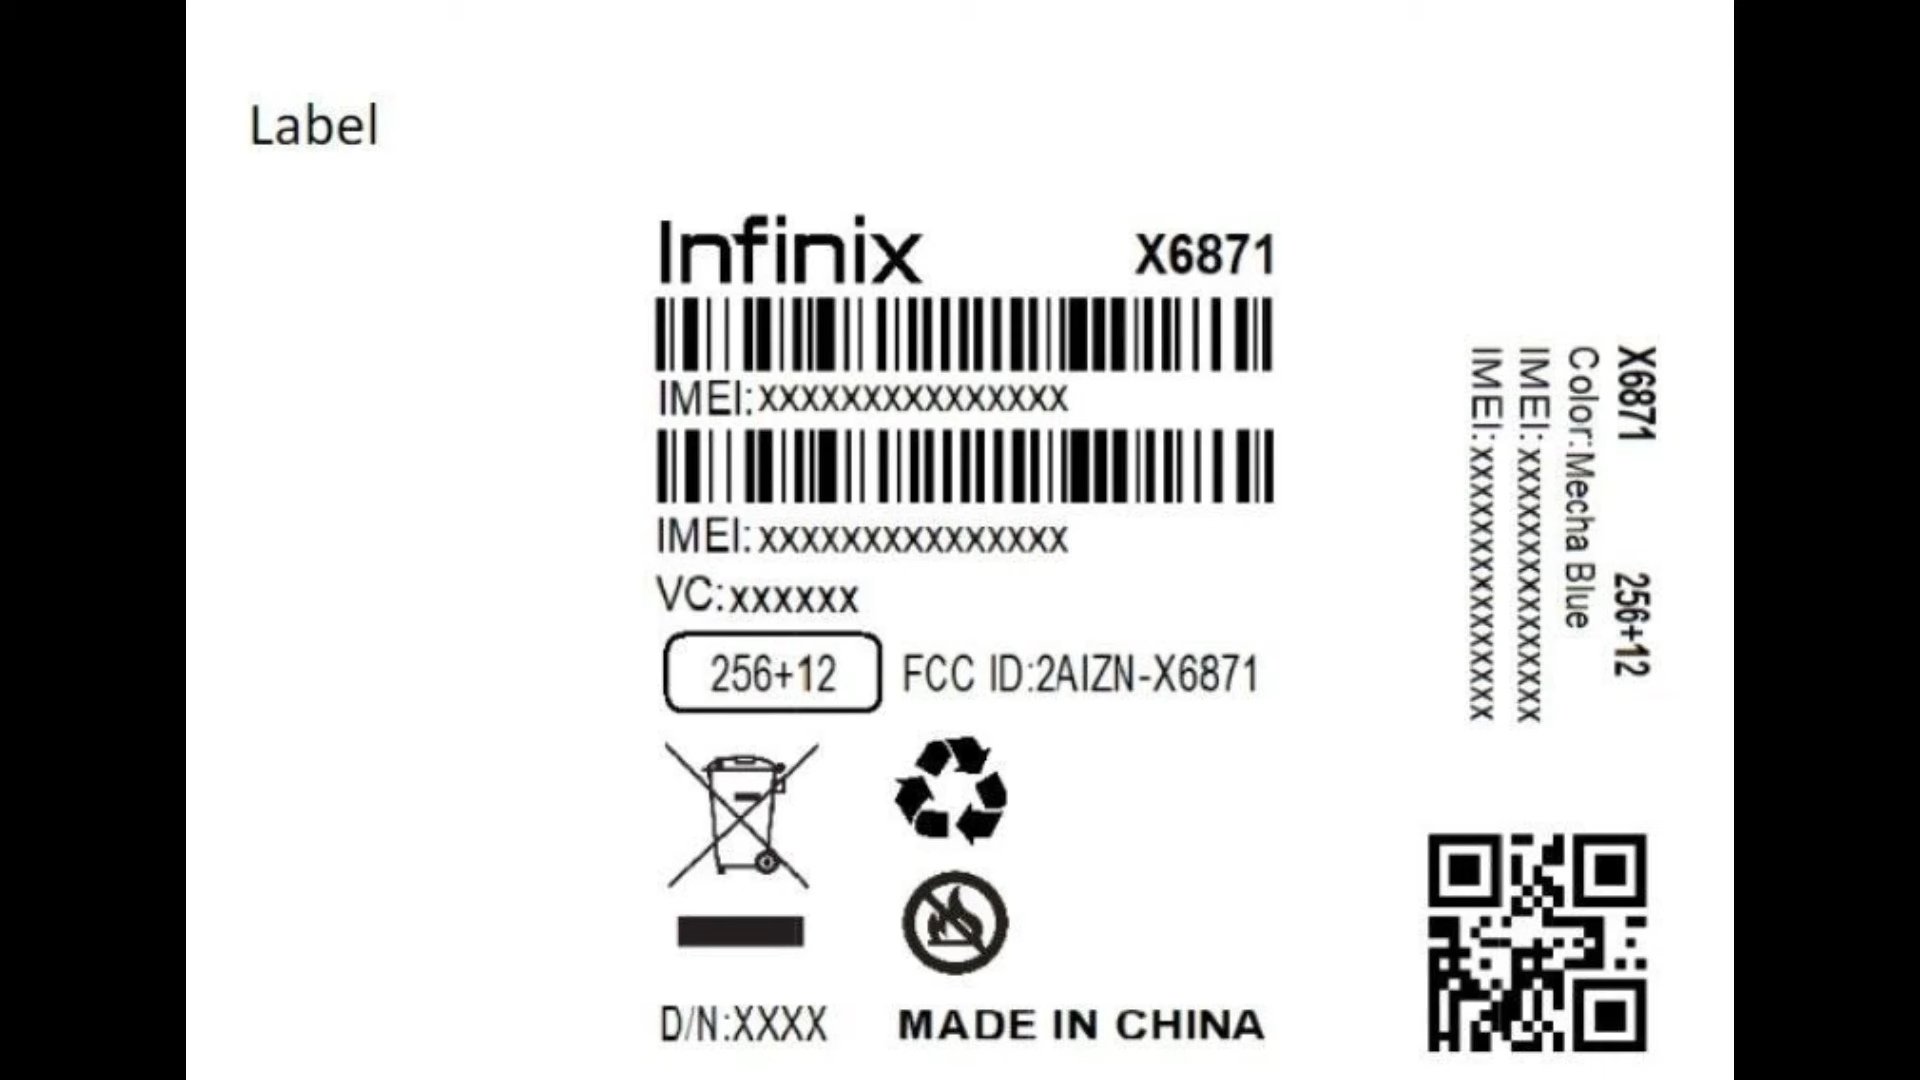 Label
Infinix X6871
IMEI:XXXXXXXXXXXXXXX
IMEI:XXXXXXXXXXXXXXX
VC:XXXXXX
256+12 FCC ID:2AIZN-X6871
D/N:XXXX MADE IN CHINA
X6871 256+12
Color:Mecha Blue
IMEI:XXXXXXXXXXXXXXX
IMEI:XXXXXXXXXXXXXXX